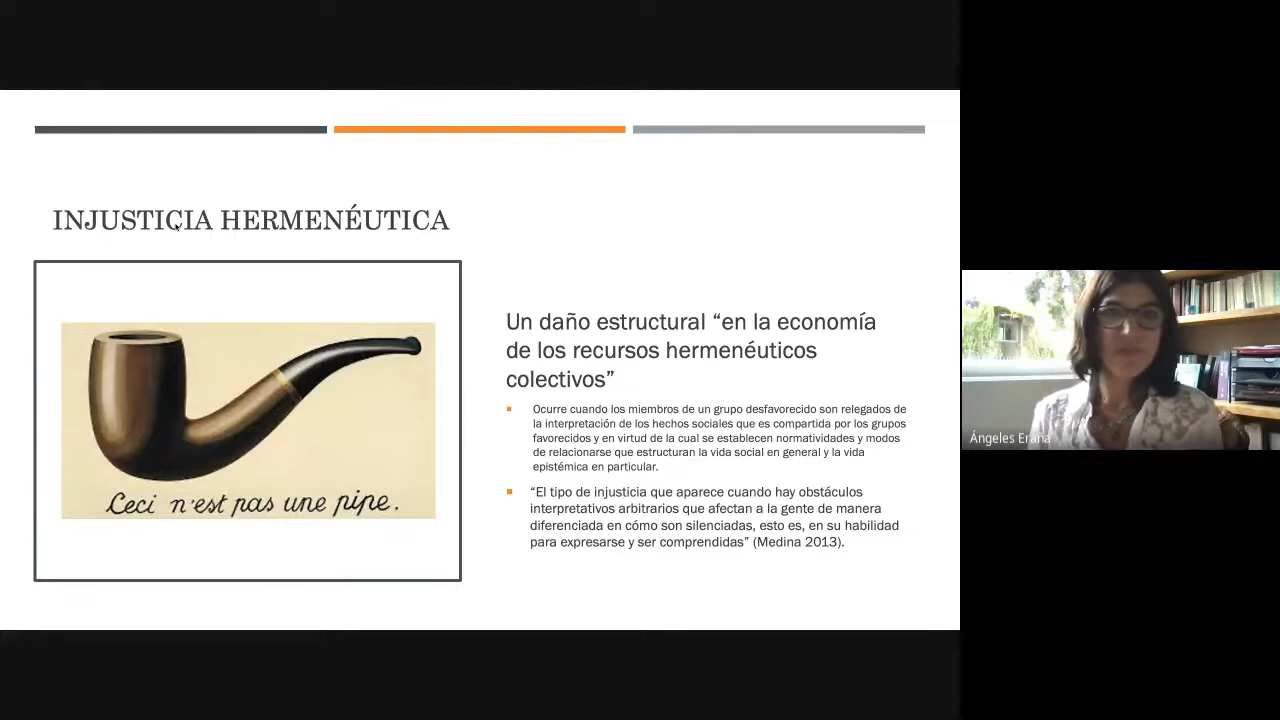 INJUSTICIA HERMENÉUTICA
Ceci n'est pas une pipe.
Un daño estructural “en la economía
de los recursos hermenéuticos
colectivos”
Ocurre cuando los miembros de un grupo desfavorecido son relegados de
la interpretación de los hechos sociales que es compartida por los grupos
favorecidos y en virtud de la cual se establecen normatividades y modos
de relacionarse que estructuran la vida social en general y la vida
epistémica en particular.
“El tipo de injusticia que aparece cuando hay obstáculos
interpretativos arbitrarios que afectan a la gente de manera
diferenciada en cómo son silenciadas, esto es, en su habilidad
para expresarse y ser comprendidas” (Medina 2013).
Ángeles Eraña